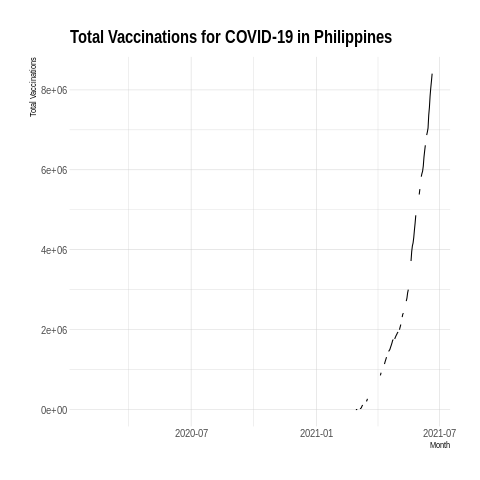 Total Vaccinations for COVID-19 in Philippines
Total Vaccinations
8e+06
6e+06
4e+06
2e+06
0e+00
2020-07 2021-01 2021-07
Month